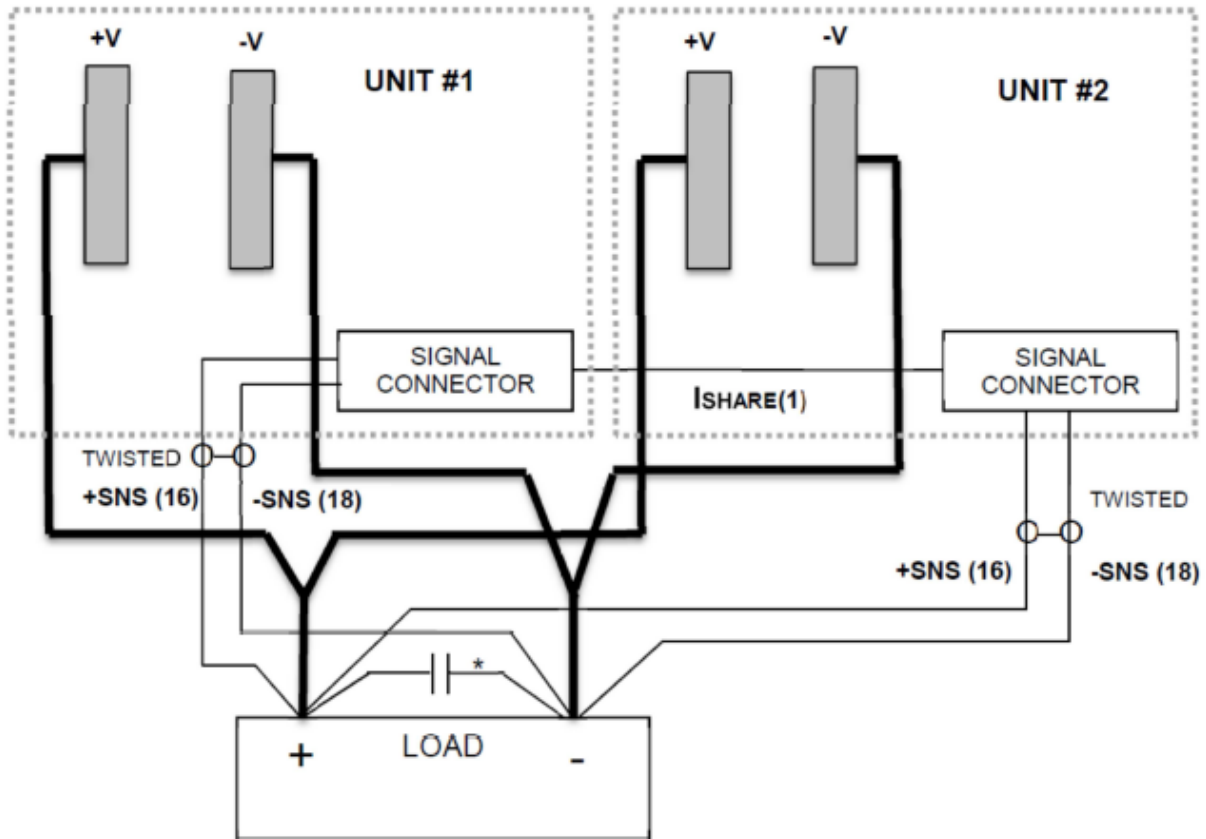 +V
-V
UNIT #1
+V
-V
UNIT #2
SIGNAL
CONNECTOR
ISHARE(1)
SIGNAL
CONNECTOR
TWISTED
+SNS (16)
-SNS (18)
TWISTED
+SNS (16)
-SNS (18)
*
+
LOAD
-